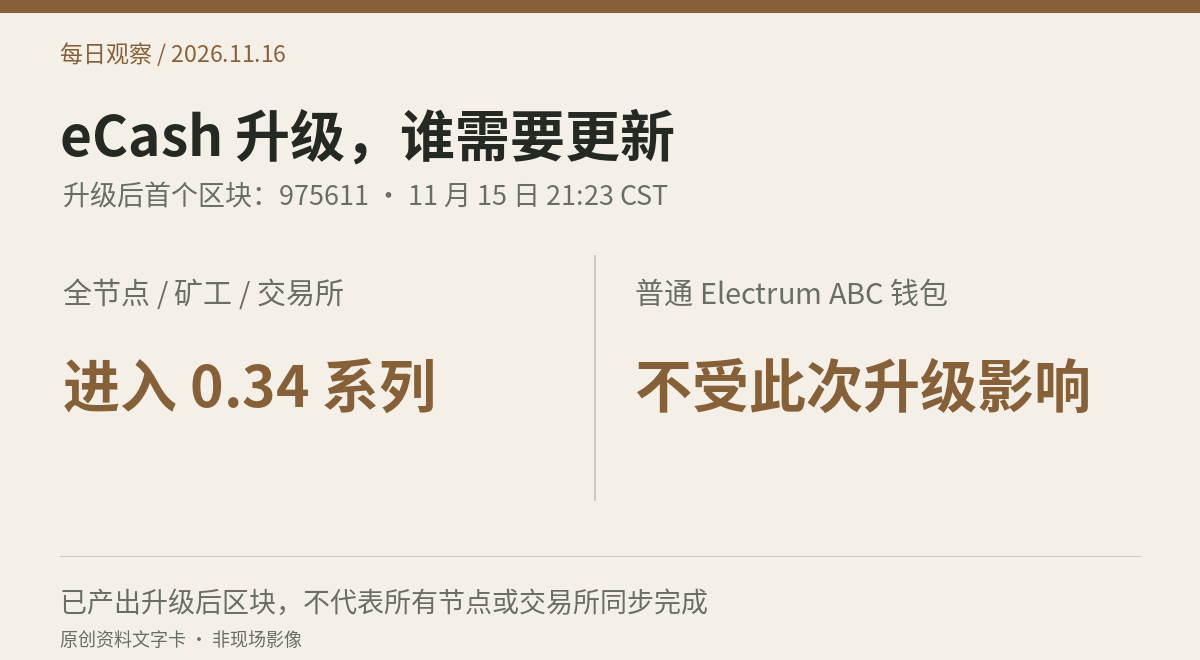 每日观察 / 2026.11.16
eCash 升级，谁需要更新
升级后首个区块：975611 · 11 月 15 日 21:23 CST
全节点 / 矿工 / 交易所
进入 0.34 系列
普通 Electrum ABC 钱包
不受此次升级影响
已产出升级后区块，不代表所有节点或交易所同步完成
原创资料文字卡 · 非现场影像